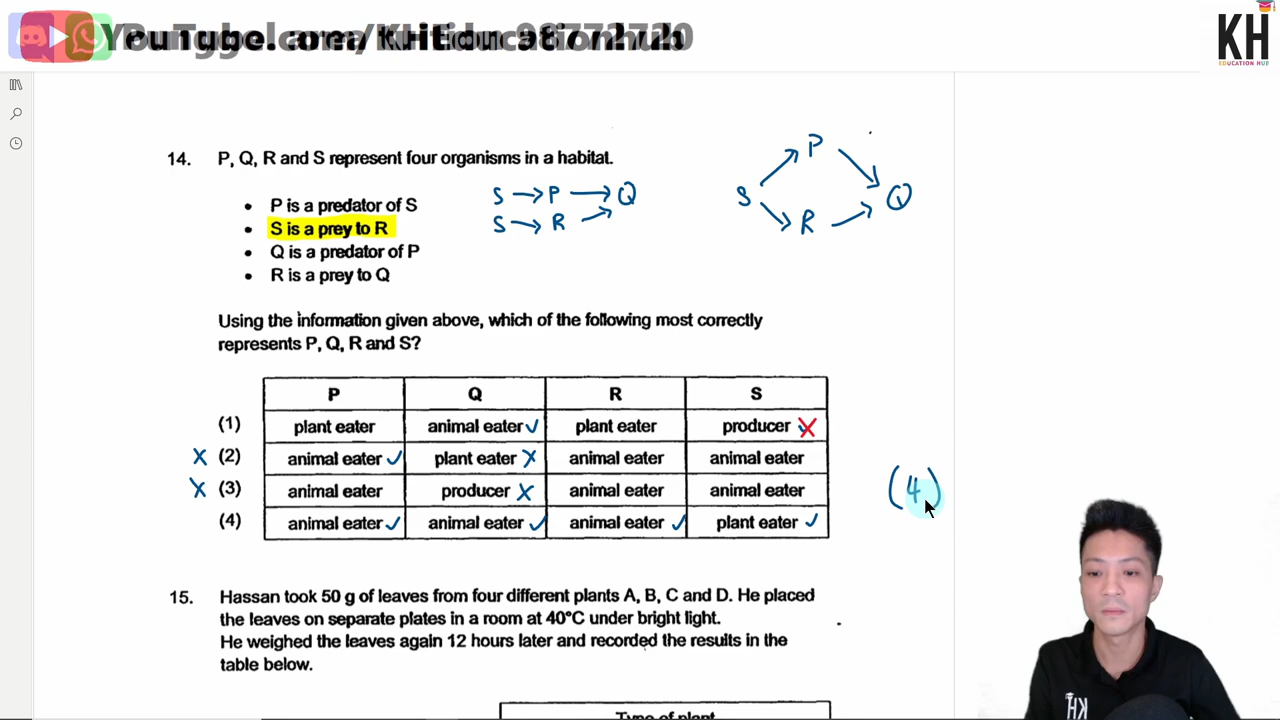 KH
EDUCATION HUB
14. P, Q, R and S represent four organisms in a habitat.
• P is a predator of S
• S is a prey to R
• Q is a predator of P
• R is a prey to Q
S → P → Q
S → R
P
S
Q
R
Using the information given above, which of the following most correctly
represents P, Q, R and S?
P Q R S
(1) plant eater animal eater ✓ plant eater producer X
X (2) animal eater ✓ plant eater X animal eater animal eater
X (3) animal eater producer X animal eater animal eater
(4) animal eater ✓ animal eater ✓ animal eater ✓ plant eater ✓
(4)
15. Hassan took 50 g of leaves from four different plants A, B, C and D. He placed
the leaves on separate plates in a room at 40°C under bright light.
He weighed the leaves again 12 hours later and recorded the results in the
table below.
Type of plant
KH